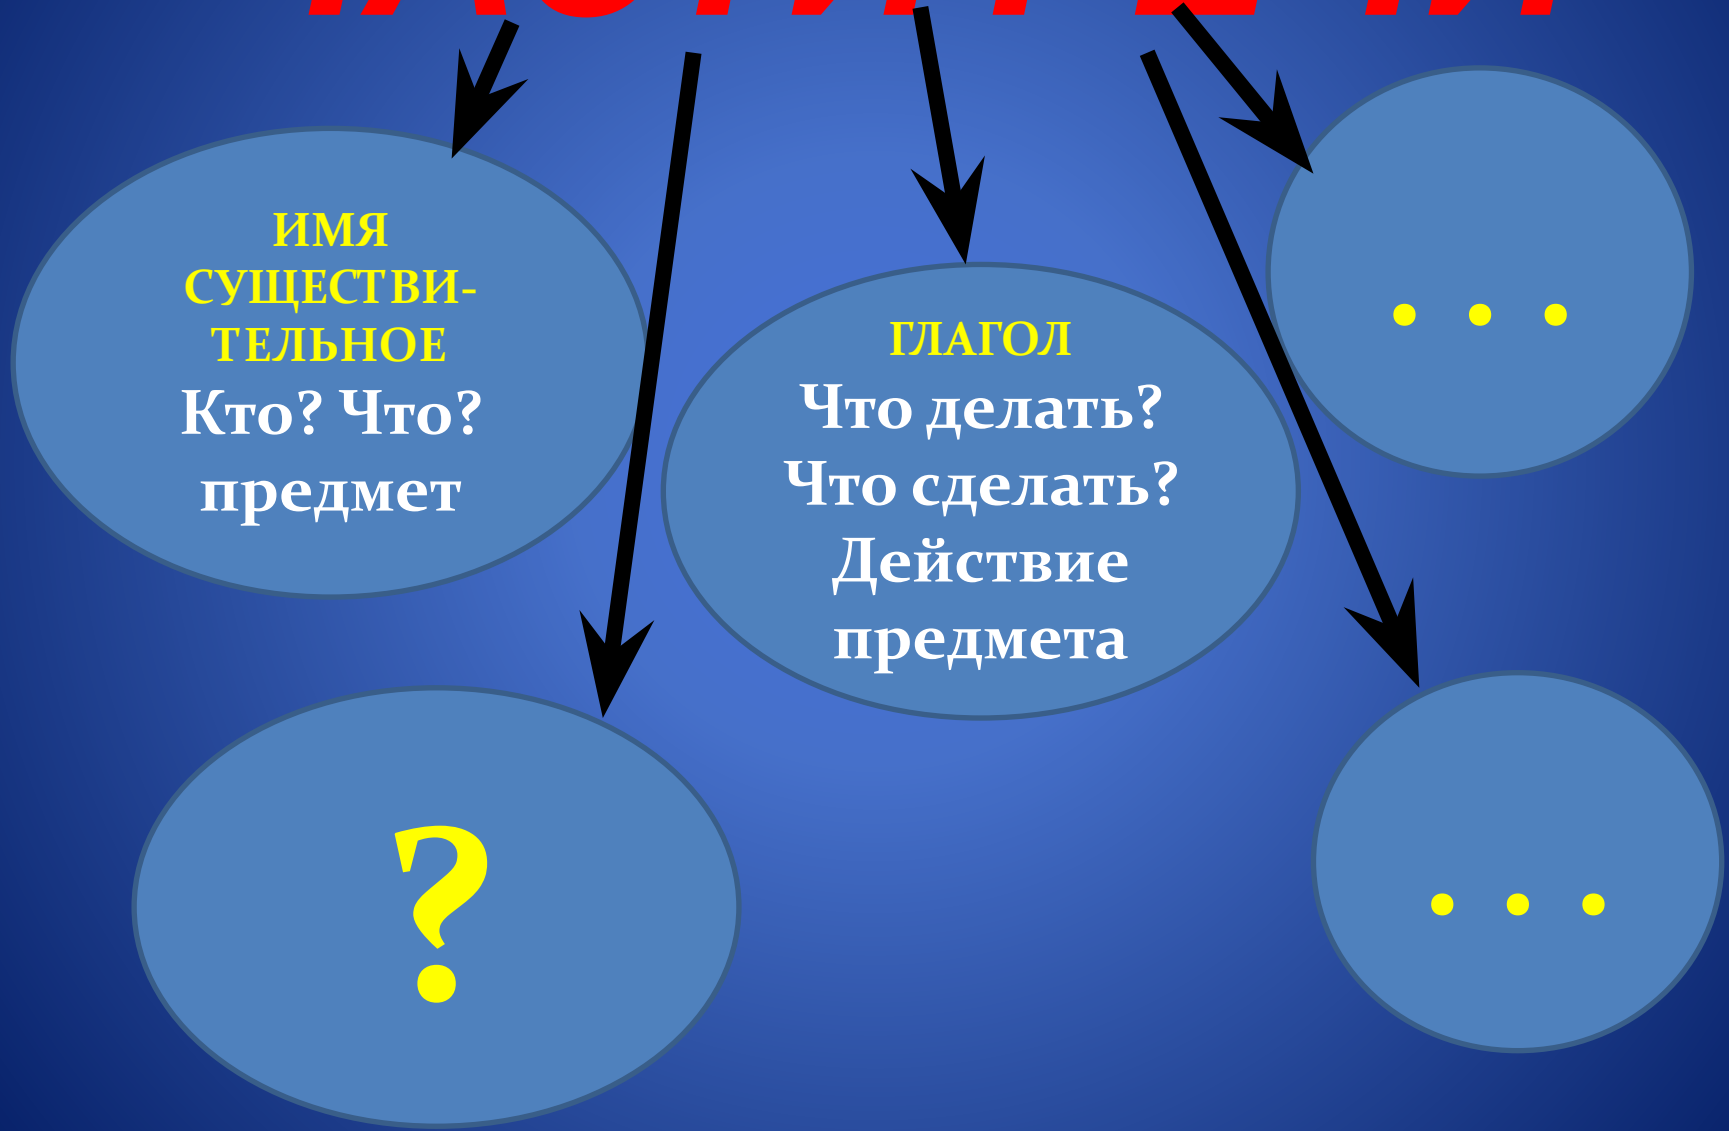 ИМЯ
СУЩЕСТВИ-
ТЕЛЬНОЕ
Кто? Что?
предмет
ГЛАГОЛ
Что делать?
Что сделать?
Действие
предмета
. . .
?
. . .